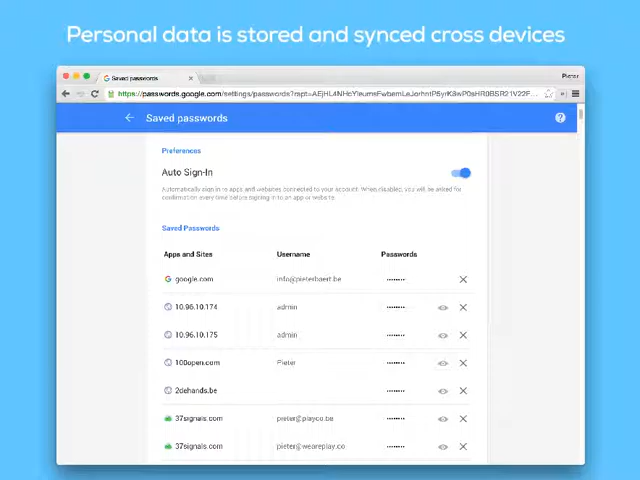 Personal data is stored and synced cross devices
Saved passwords
Pieter
Saved passwords
Preferences
Auto Sign-In
Automatically sign in to apps and websites connected to your account. When disabled, you will be asked for
confirmation every time before signing in to an app or website.
Saved Passwords
Apps and Sites Username Passwords
google.com info@pieterbaert.be ••••••••
10.96.10.174 admin ••••••••
10.96.10.175 admin ••••••••
100open.com Pieter ••••••••
2dehands.be ••••••••
37signals.com pieter@playco.be ••••••••
37signals.com pieter@weareplay.co ••••••••